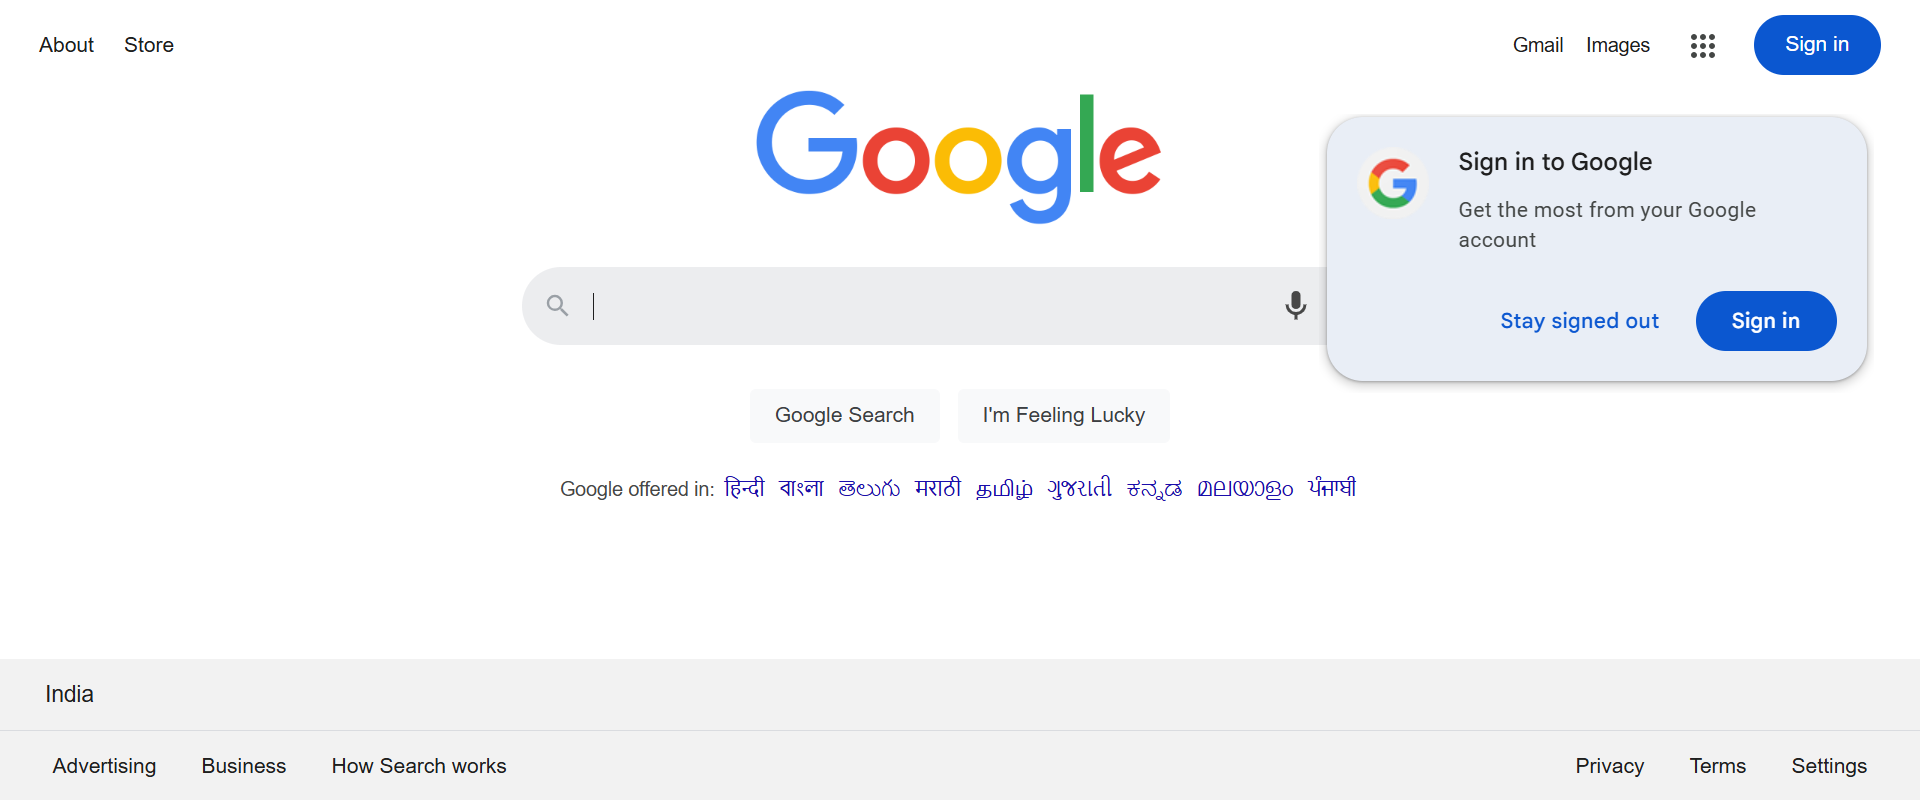 About Store Gmail Images Sign in
Google
Sign in to Google
Get the most from your Google
account
Stay signed out Sign in
Google Search I'm Feeling Lucky
Google offered in: हिन्दी বাংলা తెలుగు मराठी தமிழ் ગુજરાતી ಕನ್ನಡ മലയാളം ਪੰਜਾਬੀ
India
Advertising Business How Search works Privacy Terms Settings